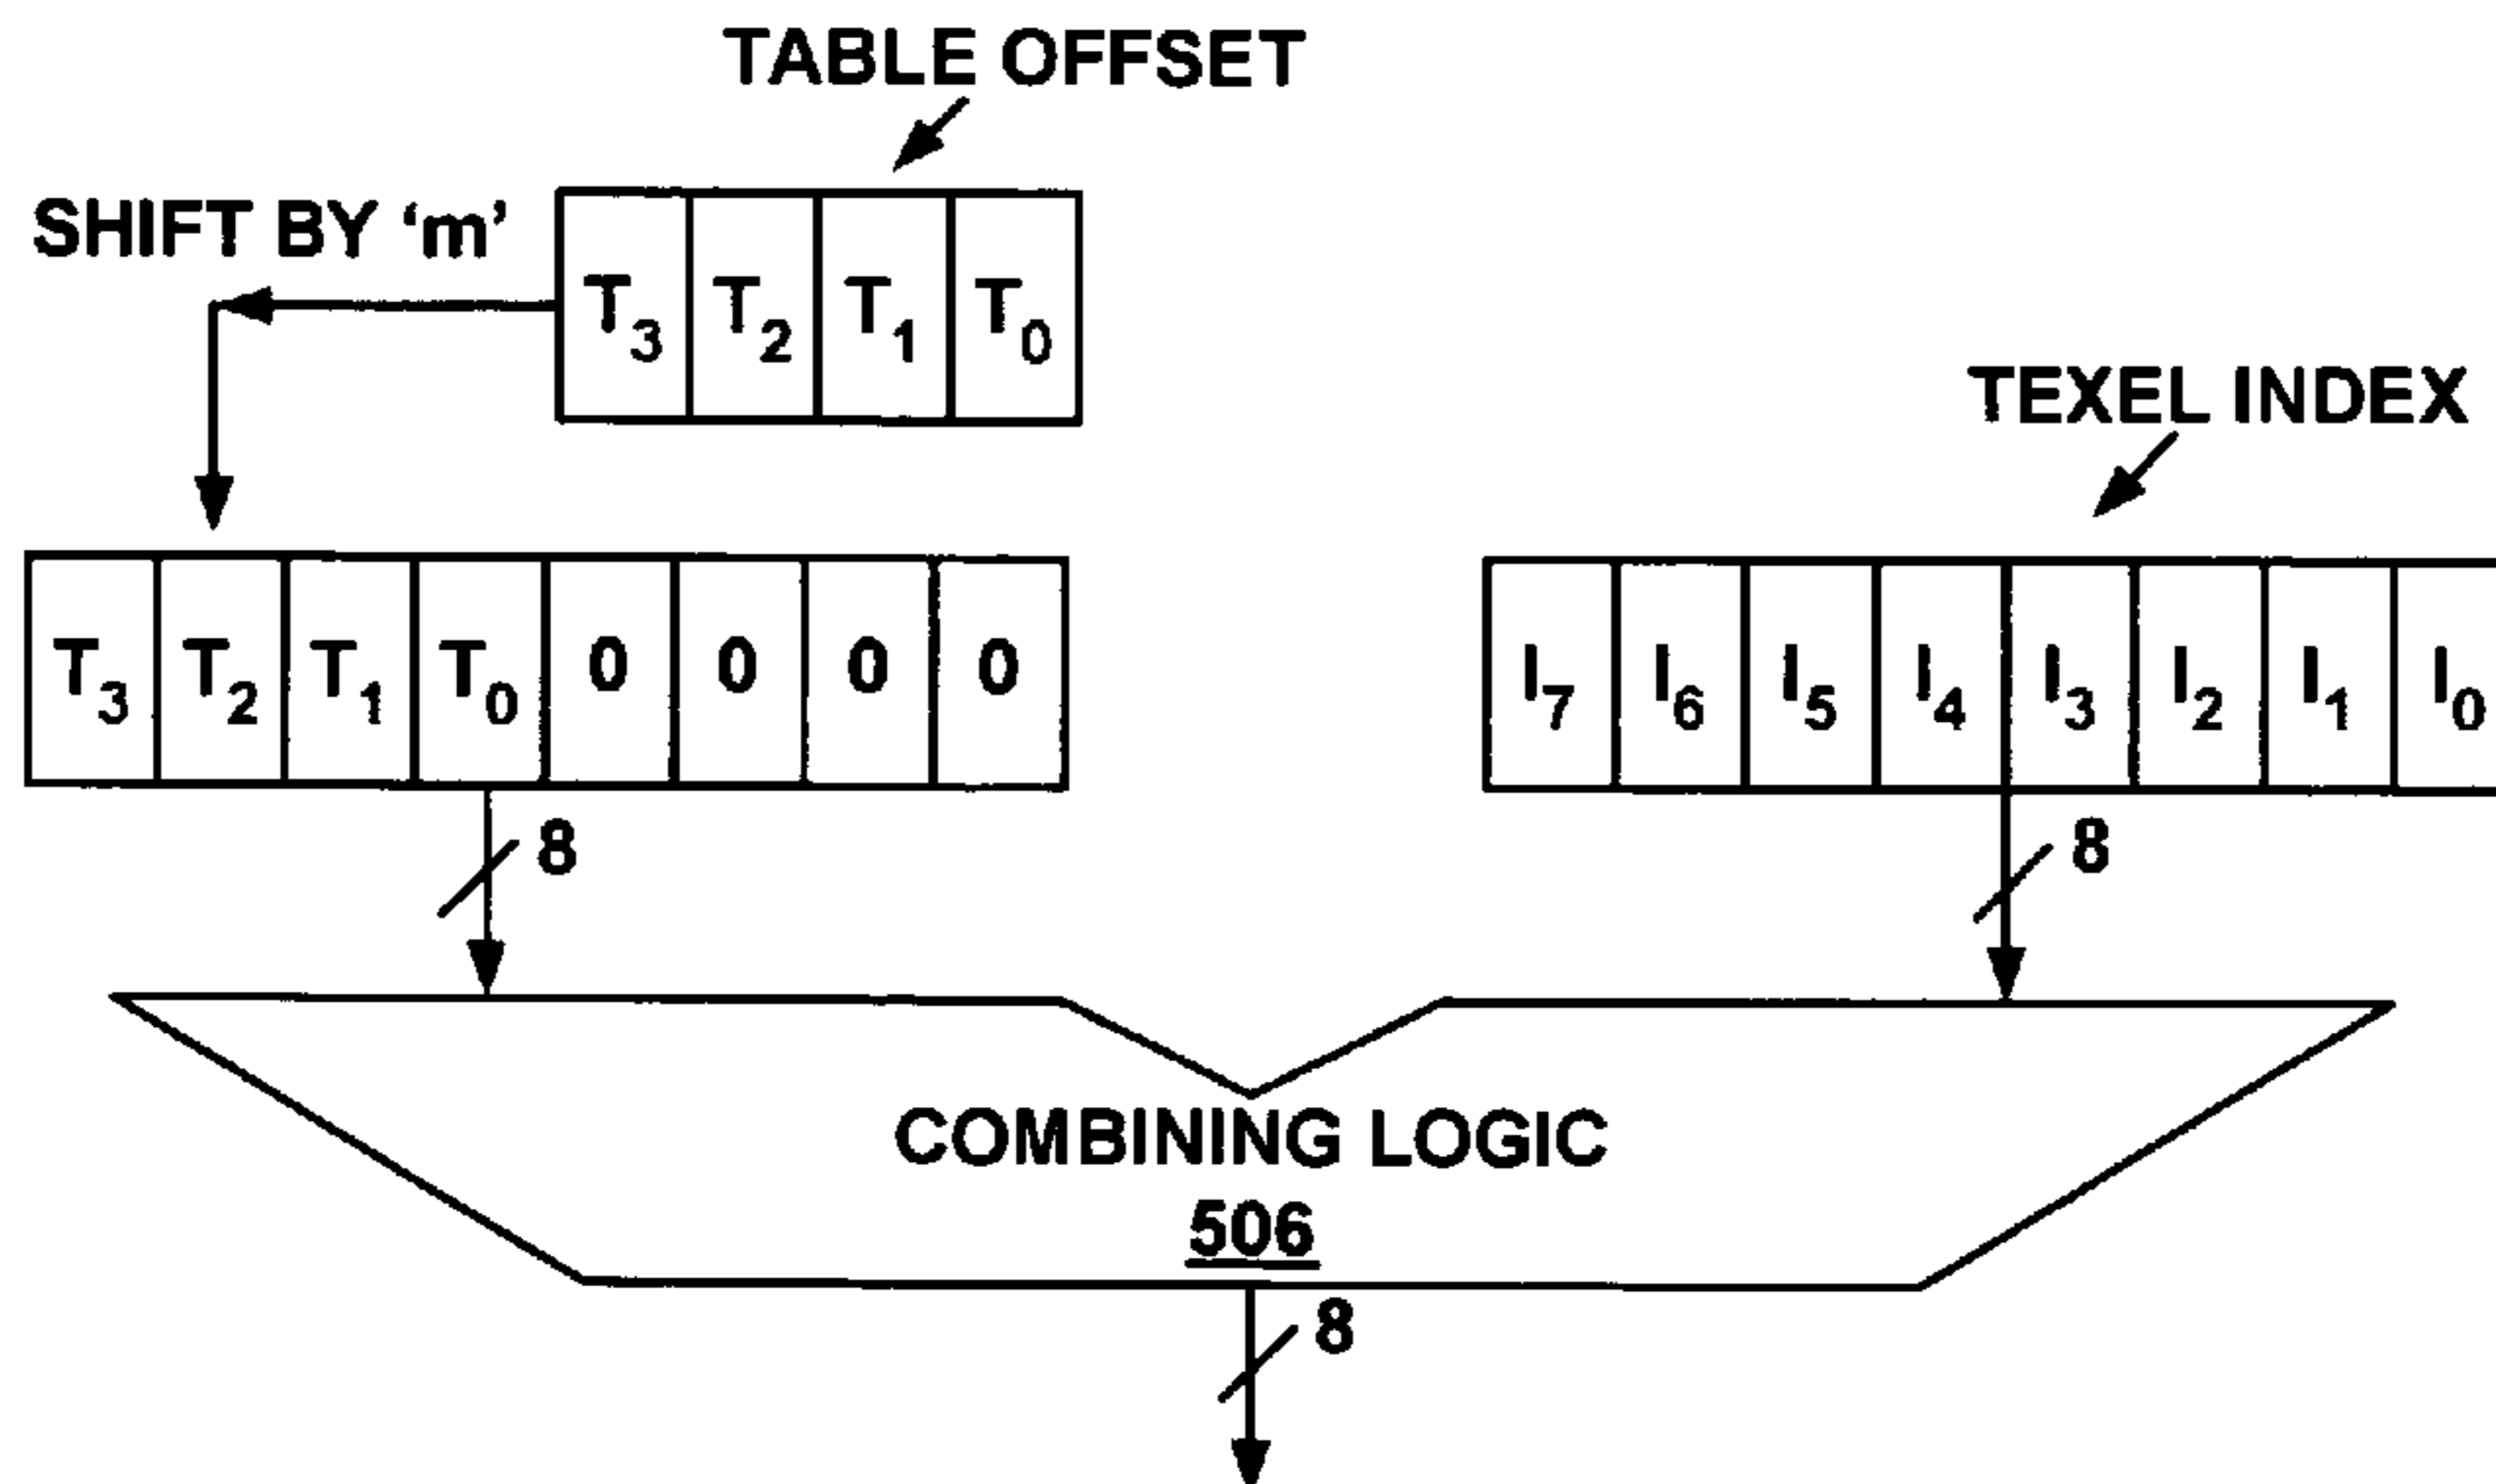 TABLE OFFSET
SHIFT BY ‘m’
T3 T2 T1 T0
TEXEL INDEX
T3 T2 T1 T0 0 0 0 0
I7 I6 I5 I4 I3 I2 I1 I0
8
8
COMBINING LOGIC
506
8